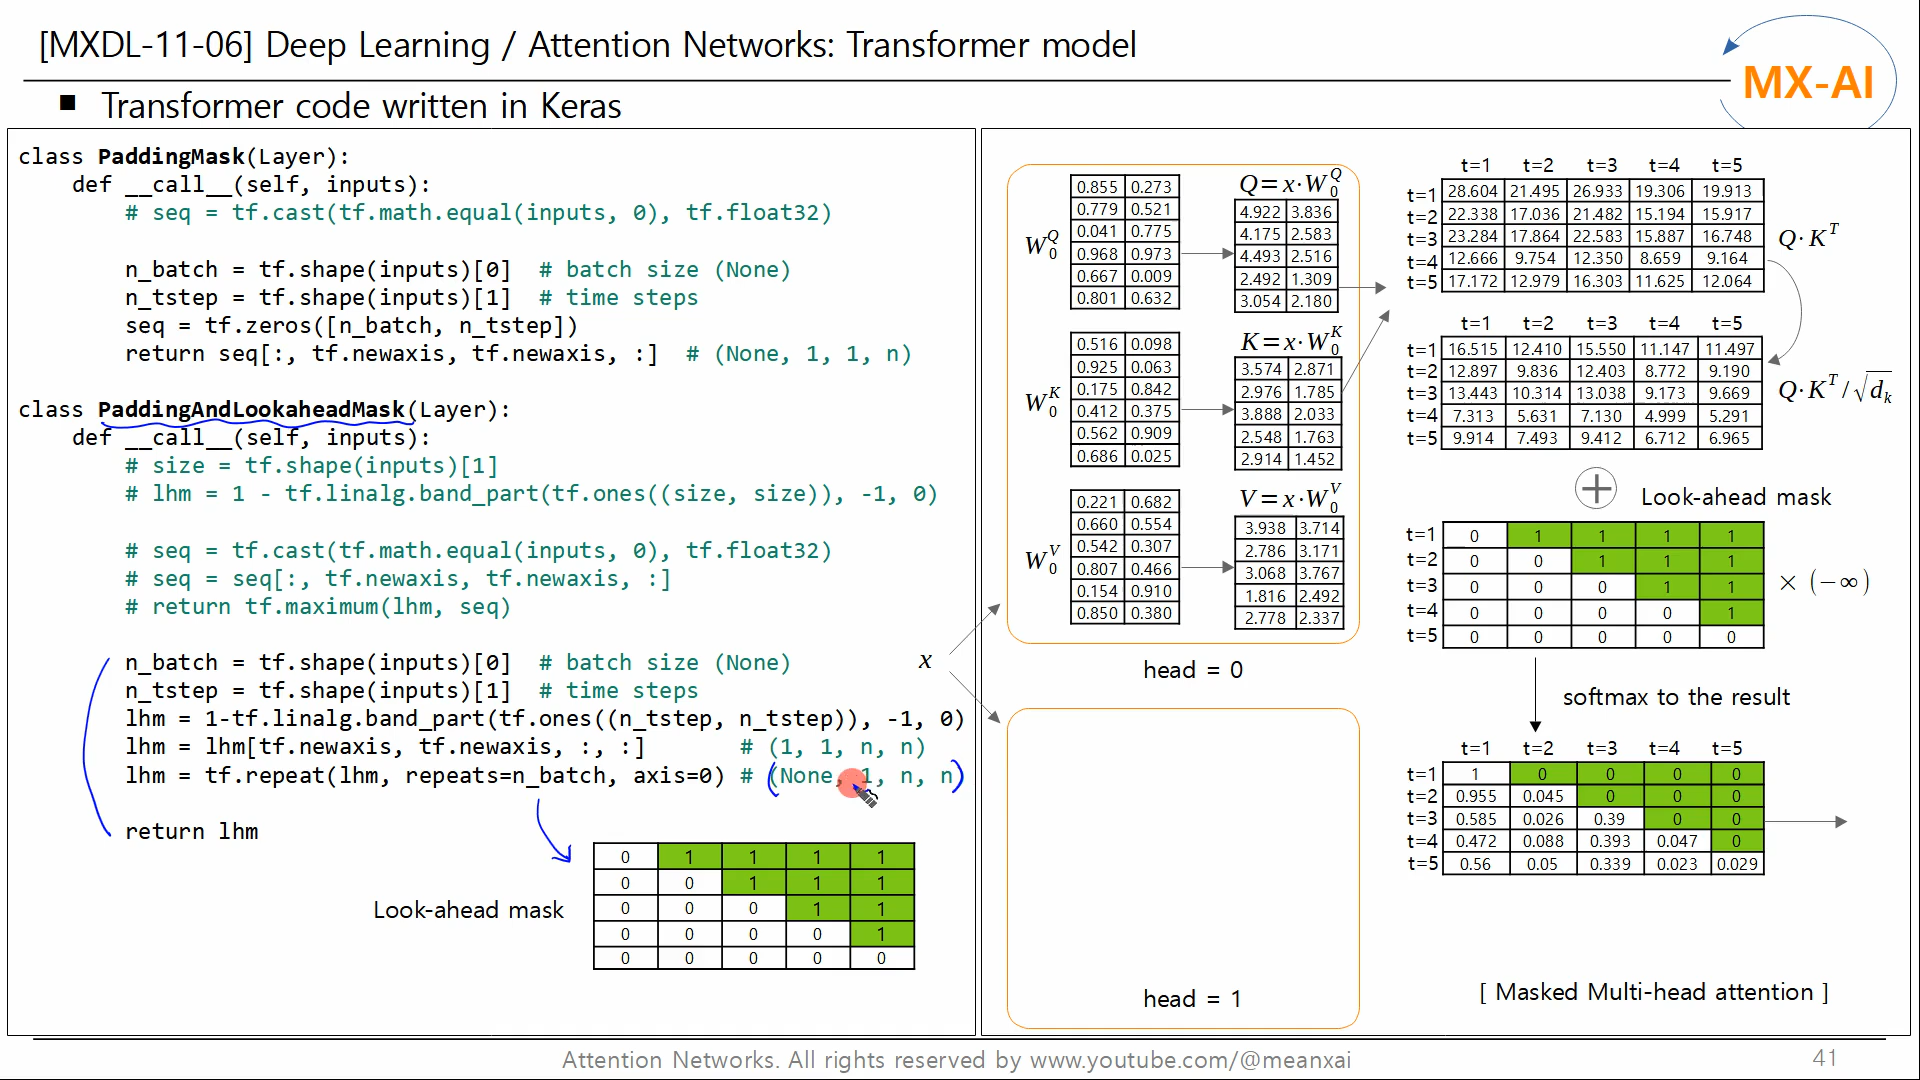 [MXDL-11-06] Deep Learning / Attention Networks: Transformer model
MX-AI
■ Transformer code written in Keras
class PaddingMask(Layer):
def __call__(self, inputs):
# seq = tf.cast(tf.math.equal(inputs, 0), tf.float32)
n_batch = tf.shape(inputs)[0] # batch size (None)
n_tstep = tf.shape(inputs)[1] # time steps
seq = tf.zeros([n_batch, n_tstep])
return seq[:, tf.newaxis, tf.newaxis, :] # (None, 1, 1, n)
class PaddingAndLookaheadMask(Layer):
def __call__(self, inputs):
# size = tf.shape(inputs)[1]
# lhm = 1 - tf.linalg.band_part(tf.ones((size, size)), -1, 0)
# seq = tf.cast(tf.math.equal(inputs, 0), tf.float32)
# seq = seq[:, tf.newaxis, tf.newaxis, :]
# return tf.maximum(lhm, seq)
n_batch = tf.shape(inputs)[0] # batch size (None)
n_tstep = tf.shape(inputs)[1] # time steps
lhm = 1-tf.linalg.band_part(tf.ones((n_tstep, n_tstep)), -1, 0)
lhm = lhm[tf.newaxis, tf.newaxis, :, :] # (1, 1, n, n)
lhm = tf.repeat(lhm, repeats=n_batch, axis=0) # (None, 1, n, n)
return lhm
Look-ahead mask
0 1 1 1 1
0 0 1 1 1
0 0 0 1 1
0 0 0 0 1
0 0 0 0 0
x
W_0^Q
0.855 0.273
0.779 0.521
0.041 0.775
0.968 0.973
0.667 0.009
0.801 0.632
Q=x·W_0^Q
4.922 3.836
4.175 2.583
4.493 2.516
2.492 1.309
3.054 2.180
W_0^K
0.516 0.098
0.925 0.063
0.175 0.842
0.412 0.375
0.562 0.909
0.686 0.025
K=x·W_0^K
3.574 2.871
2.976 1.785
3.888 2.033
2.548 1.763
2.914 1.452
W_0^V
0.221 0.682
0.660 0.554
0.542 0.307
0.807 0.466
0.154 0.910
0.850 0.380
V=x·W_0^V
3.938 3.714
2.786 3.171
3.068 3.767
1.816 2.492
2.778 2.337
head = 0
head = 1
t=1 t=2 t=3 t=4 t=5
t=1 28.604 21.495 26.933 19.306 19.913
t=2 22.338 17.036 21.482 15.194 15.917
t=3 23.284 17.864 22.583 15.887 16.748
t=4 12.666 9.754 12.350 8.659 9.164
t=5 17.172 12.979 16.303 11.625 12.064
Q·K^T
t=1 t=2 t=3 t=4 t=5
t=1 16.515 12.410 15.550 11.147 11.497
t=2 12.897 9.836 12.403 8.772 9.190
t=3 13.443 10.314 13.038 9.173 9.669
t=4 7.313 5.631 7.130 4.999 5.291
t=5 9.914 7.493 9.412 6.712 6.965
Q·K^T/√d_k
+ Look-ahead mask
t=1 0 1 1 1 1
t=2 0 0 1 1 1
t=3 0 0 0 1 1
t=4 0 0 0 0 1
t=5 0 0 0 0 0
× (−∞)
softmax to the result
t=1 t=2 t=3 t=4 t=5
t=1 1 0 0 0 0
t=2 0.955 0.045 0 0 0
t=3 0.585 0.026 0.39 0 0
t=4 0.472 0.088 0.393 0.047 0
t=5 0.56 0.05 0.339 0.023 0.029
[ Masked Multi-head attention ]
Attention Networks. All rights reserved by www.youtube.com/@meanxai
41